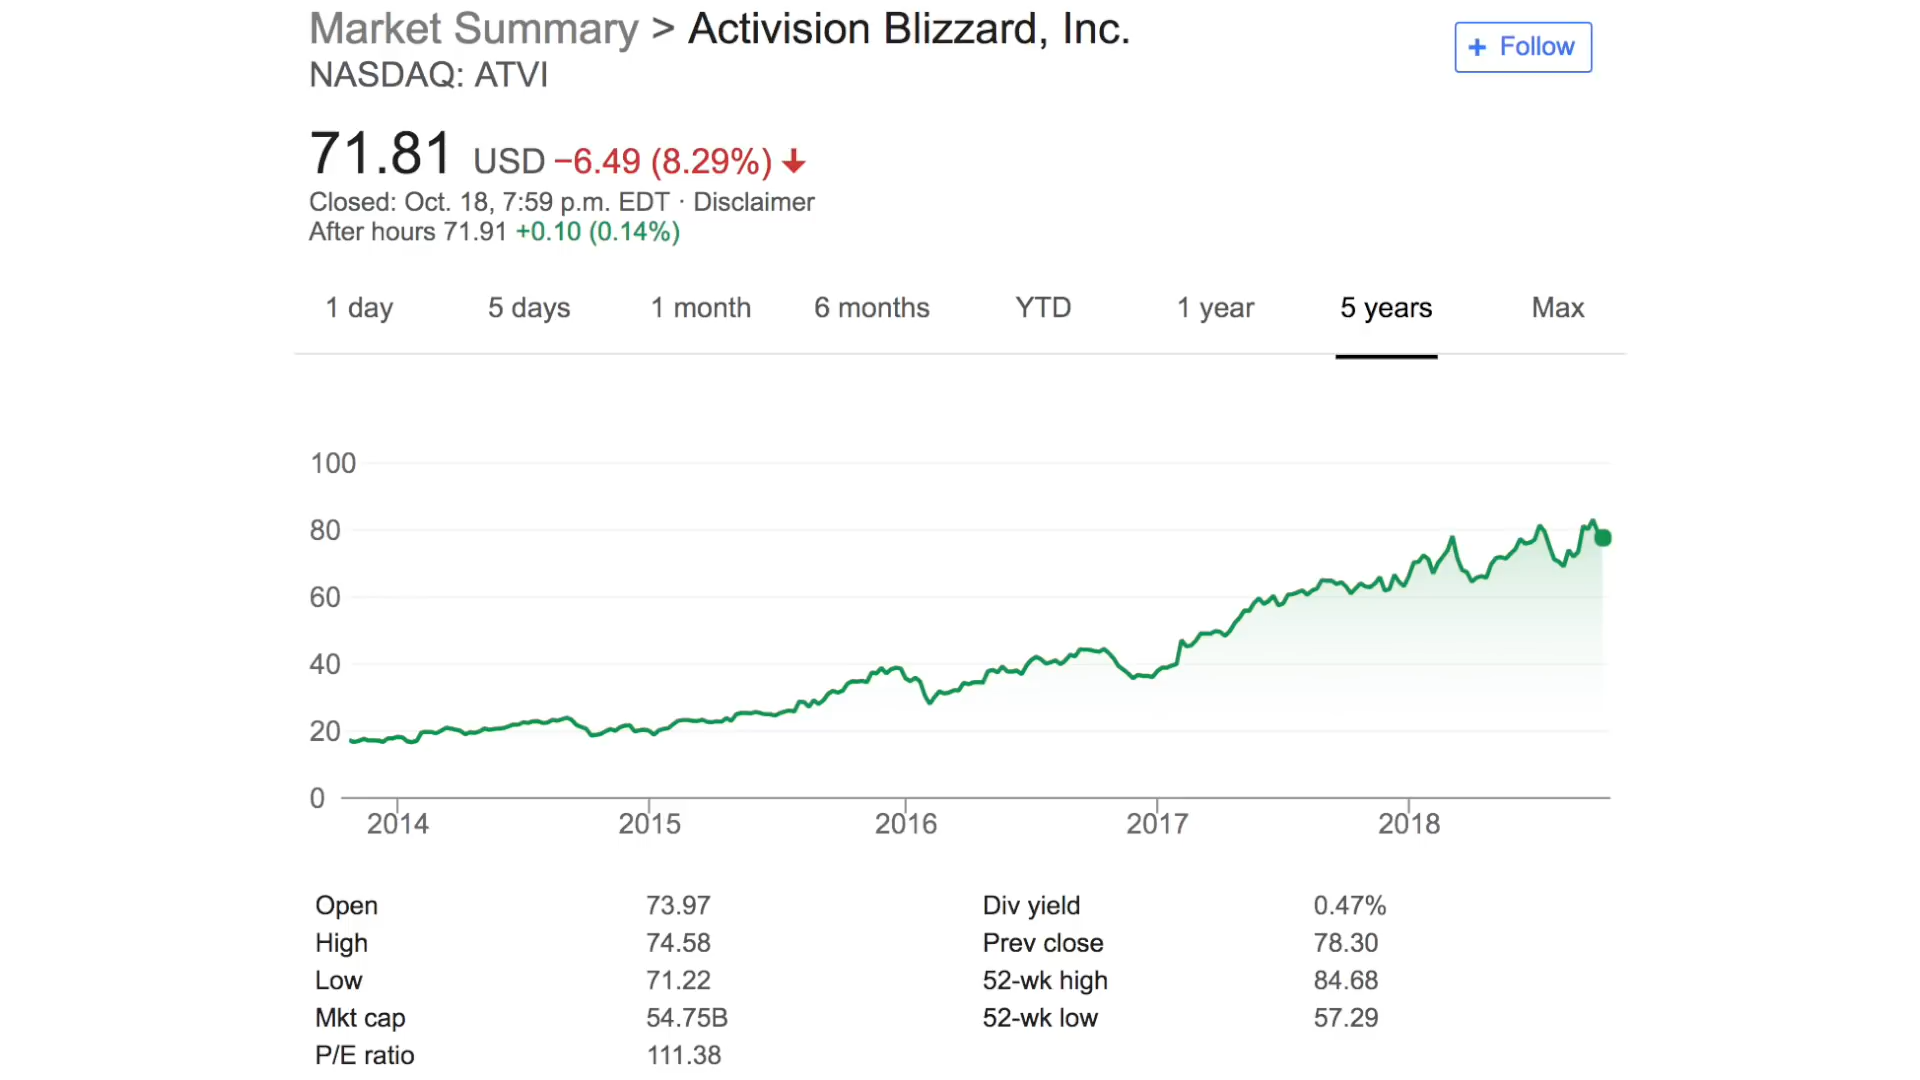 Market Summary > Activision Blizzard, Inc.
NASDAQ: ATVI
+ Follow
71.81 USD −6.49 (8.29%)
Closed: Oct. 18, 7:59 p.m. EDT · Disclaimer
After hours 71.91 +0.10 (0.14%)
1 day 5 days 1 month 6 months YTD 1 year 5 years Max
100
80
60
40
20
0
2014 2015 2016 2017 2018
Open 73.97 Div yield 0.47%
High 74.58 Prev close 78.30
Low 71.22 52-wk high 84.68
Mkt cap 54.75B 52-wk low 57.29
P/E ratio 111.38